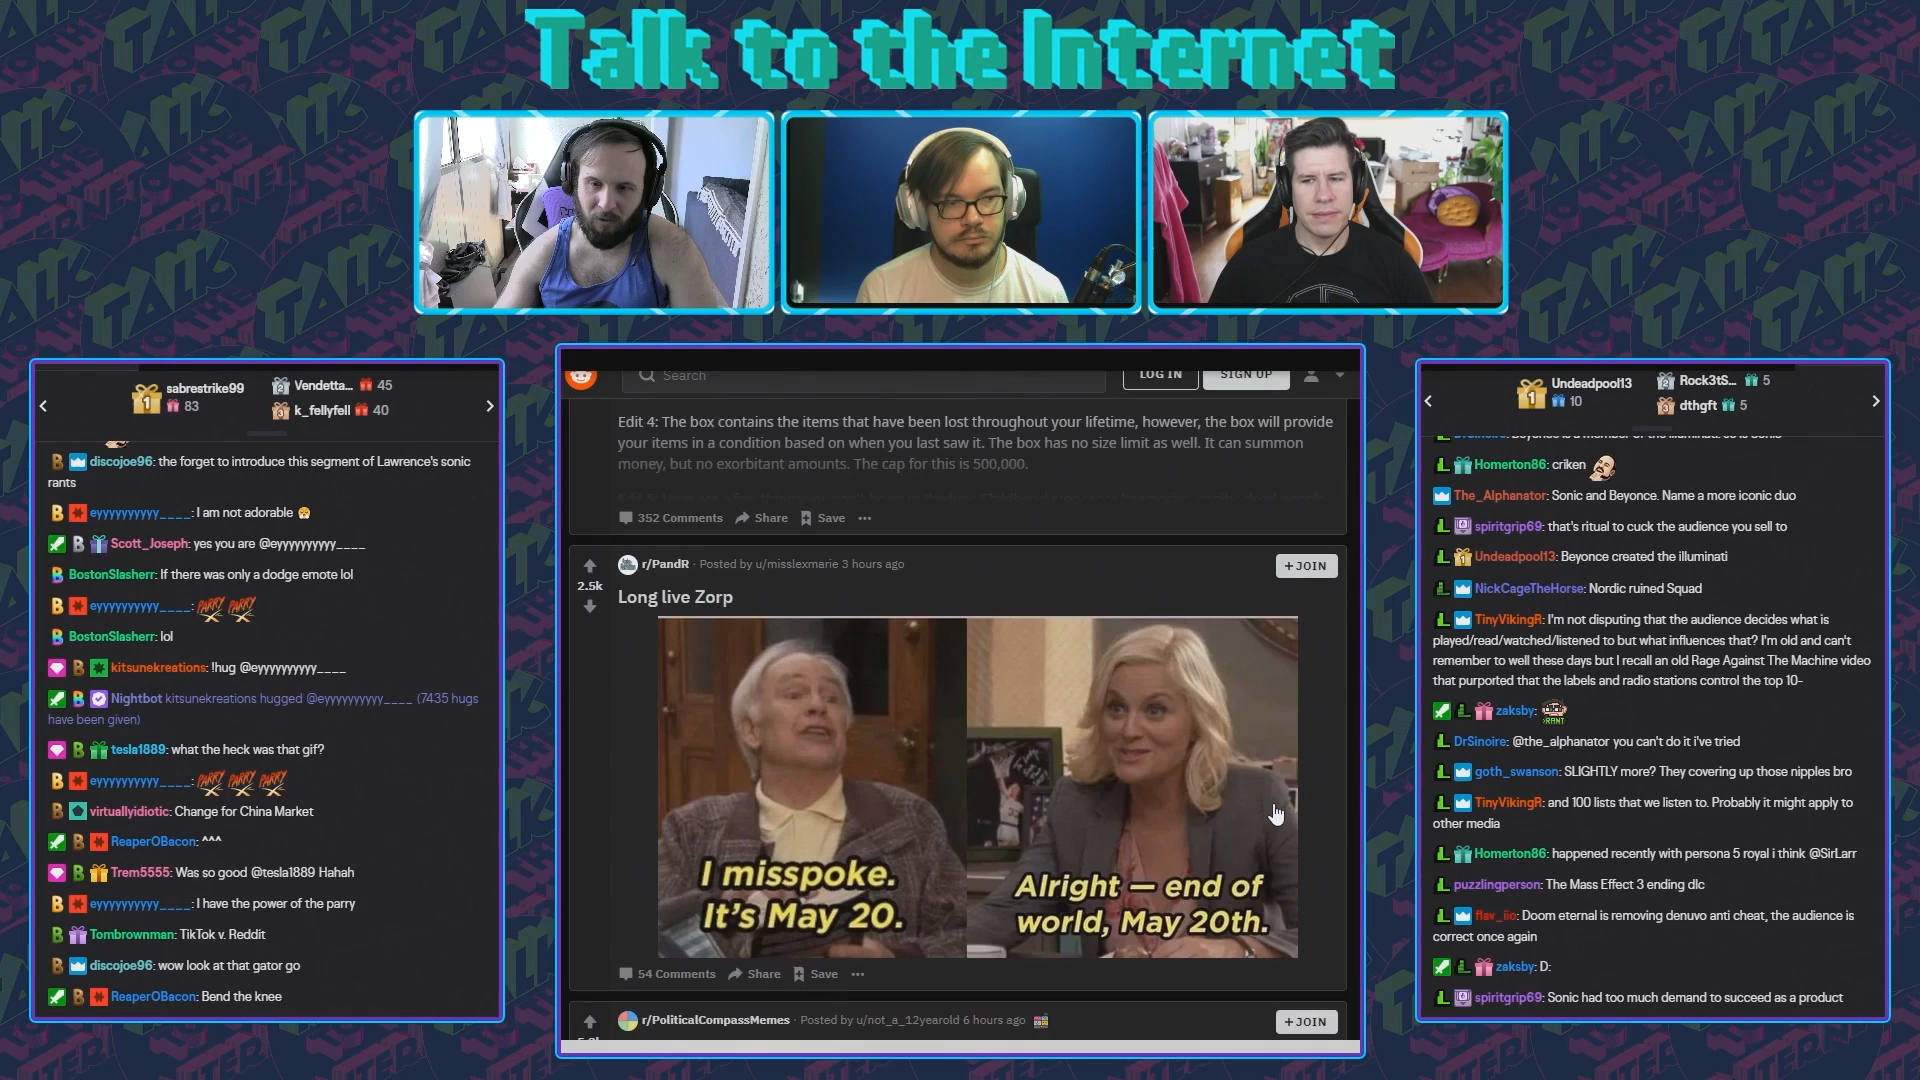 Talk to the Internet
sabrestrike99
83
Vendetta... 45
k_fellyfell 40
discojoe96: the forget to introduce this segment of Lawrence's sonic
rants
eyyyyyyyyy____: I am not adorable
Scott_Joseph: yes you are @eyyyyyyyyy____
BostonSlasherr: If there was only a dodge emote lol
eyyyyyyyyy____: PARRY PARRY
BostonSlasherr: lol
kitsunekreations: !hug @eyyyyyyyyy____
Nightbot kitsunekreations hugged @eyyyyyyyyy____ (7435 hugs
have been given)
tesla1889: what the heck was that gif?
eyyyyyyyyy____: PARRY PARRY PARRY
virtuallyidiotic: Change for China Market
ReaperOBacon: ^^^
Trem5555: Was so good @tesla1889 Hahah
eyyyyyyyyy____: I have the power of the parry
Tombrownman: TikTok v. Reddit
discojoe96: wow look at that gator go
ReaperOBacon: Bend the knee
Search
LOG IN
SIGN UP
Edit 4: The box contains the items that have been lost throughout your lifetime, however, the box will provide
your items in a condition based on when you last saw it. The box has no size limit as well. It can summon
money, but no exorbitant amounts. The cap for this is 500,000.
352 Comments Share Save
r/PandR · Posted by u/misslexmarie 3 hours ago
+JOIN
2.5k
Long live Zorp
I misspoke.
It's May 20.
Alright – end of
world, May 20th.
54 Comments Share Save
r/PoliticalCompassMemes · Posted by u/not_a_12yearold 6 hours ago
+JOIN
Undeadpool13
10
Rock3tS... 5
dthgft 5
Homerton86: criken
The_Alphanator: Sonic and Beyonce. Name a more iconic duo
spiritgrip69: that's ritual to cuck the audience you sell to
Undeadpool13: Beyonce created the illuminati
NickCageTheHorse: Nordic ruined Squad
TinyVikingR: I'm not disputing that the audience decides what is
played/read/watched/listened to but what influences that? I'm old and can't
remember to well these days but I recall an old Rage Against The Machine video
that purported that the labels and radio stations control the top 10-
zaksby: RANT
DrSinoire: @the_alphanator you can't do it i've tried
goth_swanson: SLIGHTLY more? They covering up those nipples bro
TinyVikingR: and 100 lists that we listen to. Probably it might apply to
other media
Homerton86: happened recently with persona 5 royal i think @SirLarr
puzzlingperson: The Mass Effect 3 ending dlc
flav_iio: Doom eternal is removing denuvo anti cheat, the audience is
correct once again
zaksby: D:
spiritgrip69: Sonic had too much demand to succeed as a product